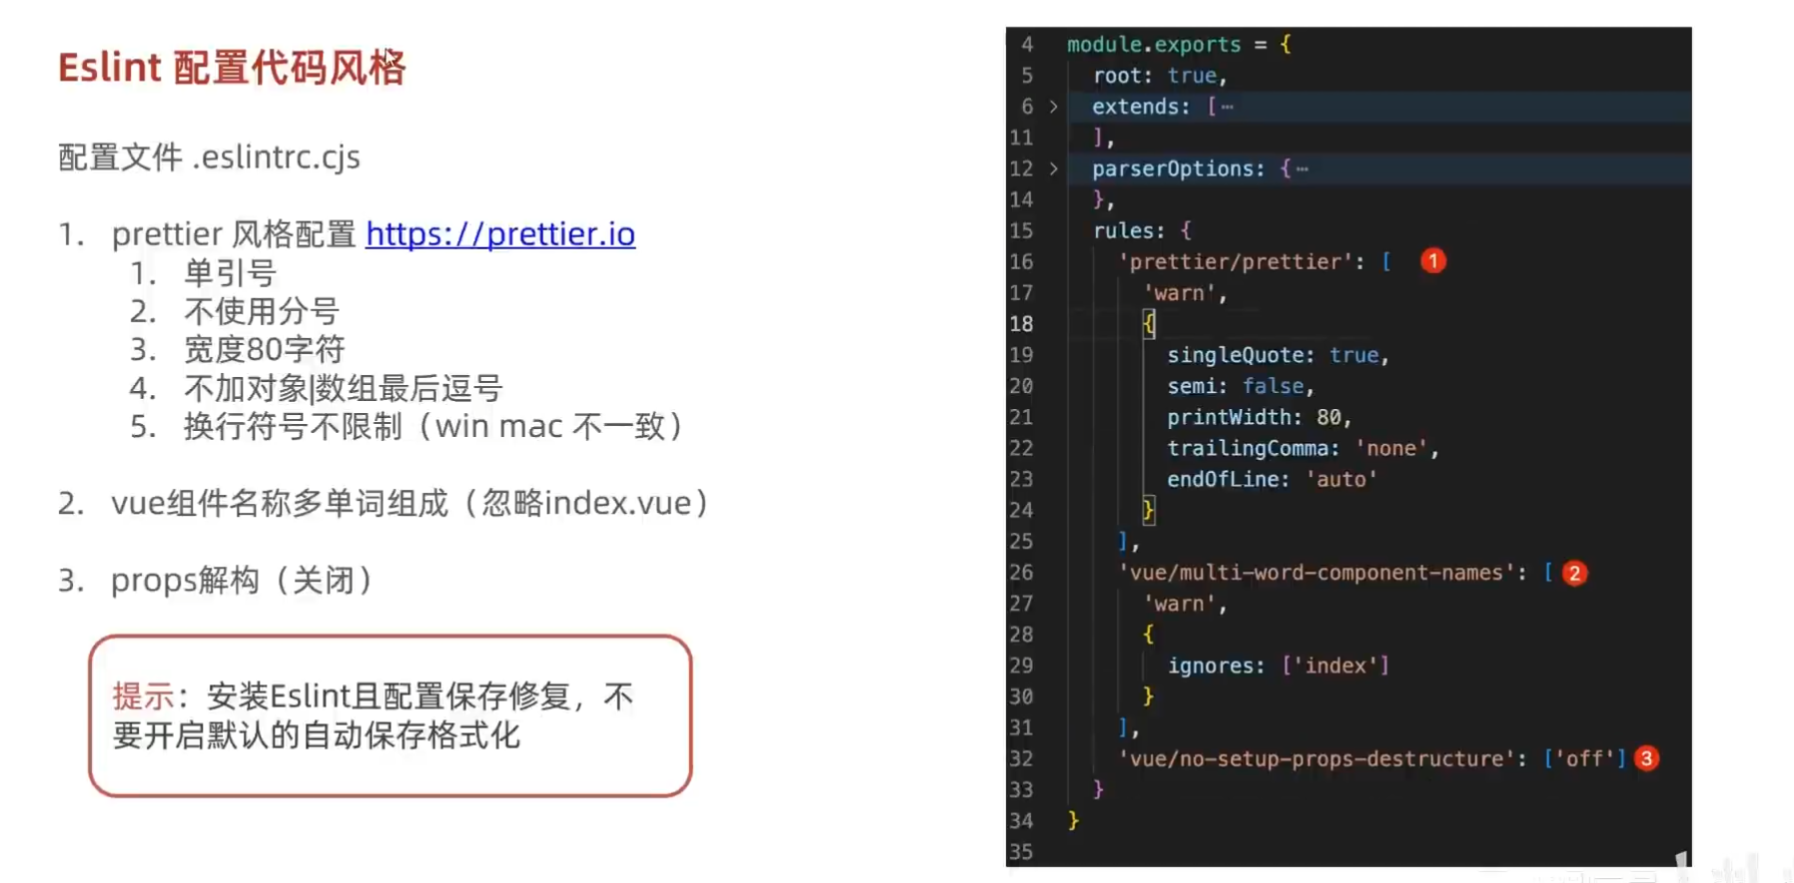 Eslint 配置代码风格
配置文件 .eslintrc.cjs
1. prettier 风格配置 https://prettier.io
1. 单引号
2. 不使用分号
3. 宽度80字符
4. 不加对象|数组最后逗号
5. 换行符号不限制（win mac 不一致）
2. vue组件名称多单词组成（忽略index.vue）
3. props解构（关闭）
提示：安装Eslint且配置保存修复，不
要开启默认的自动保存格式化
4 module.exports = {
5 root: true,
6 > extends: [⋯
11 ],
12 > parserOptions: {⋯
14 },
15 rules: {
16 'prettier/prettier': [ 1
17 'warn',
18 {
19 singleQuote: true,
20 semi: false,
21 printWidth: 80,
22 trailingComma: 'none',
23 endOfLine: 'auto'
24 }
25 ],
26 'vue/multi-word-component-names': [ 2
27 'warn',
28 {
29 ignores: ['index']
30 }
31 ],
32 'vue/no-setup-props-destructure': ['off'] 3
33 }
34 }
35